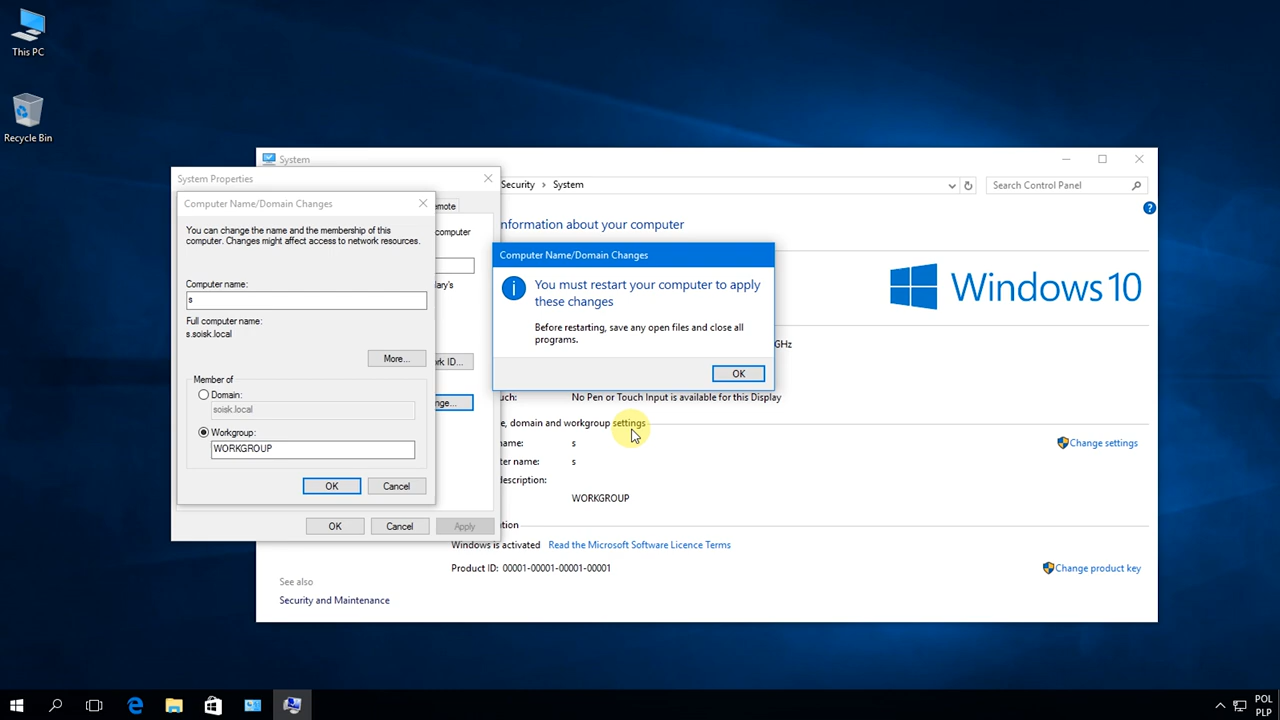 This PC
Recycle Bin
System
Security > System
Search Control Panel
nformation about your computer
Windows 10
GHz
No Pen or Touch Input is available for this Display
, domain and workgroup settings
name: s
Change settings
ter name: s
description:
WORKGROUP
Windows is activated Read the Microsoft Software Licence Terms
Product ID: 00001-00001-00001-00001
Change product key
See also
Security and Maintenance
System Properties
emote
computer
ary's
rk ID...
nge...
OK
Cancel
Apply
Computer Name/Domain Changes
You can change the name and the membership of this
computer. Changes might affect access to network resources.
Computer name:
s
Full computer name:
s.soisk.local
More...
Member of
Domain:
soisk.local
Workgroup:
WORKGROUP
OK
Cancel
Computer Name/Domain Changes
You must restart your computer to apply
these changes
Before restarting, save any open files and close all
programs.
OK
POL
PLP